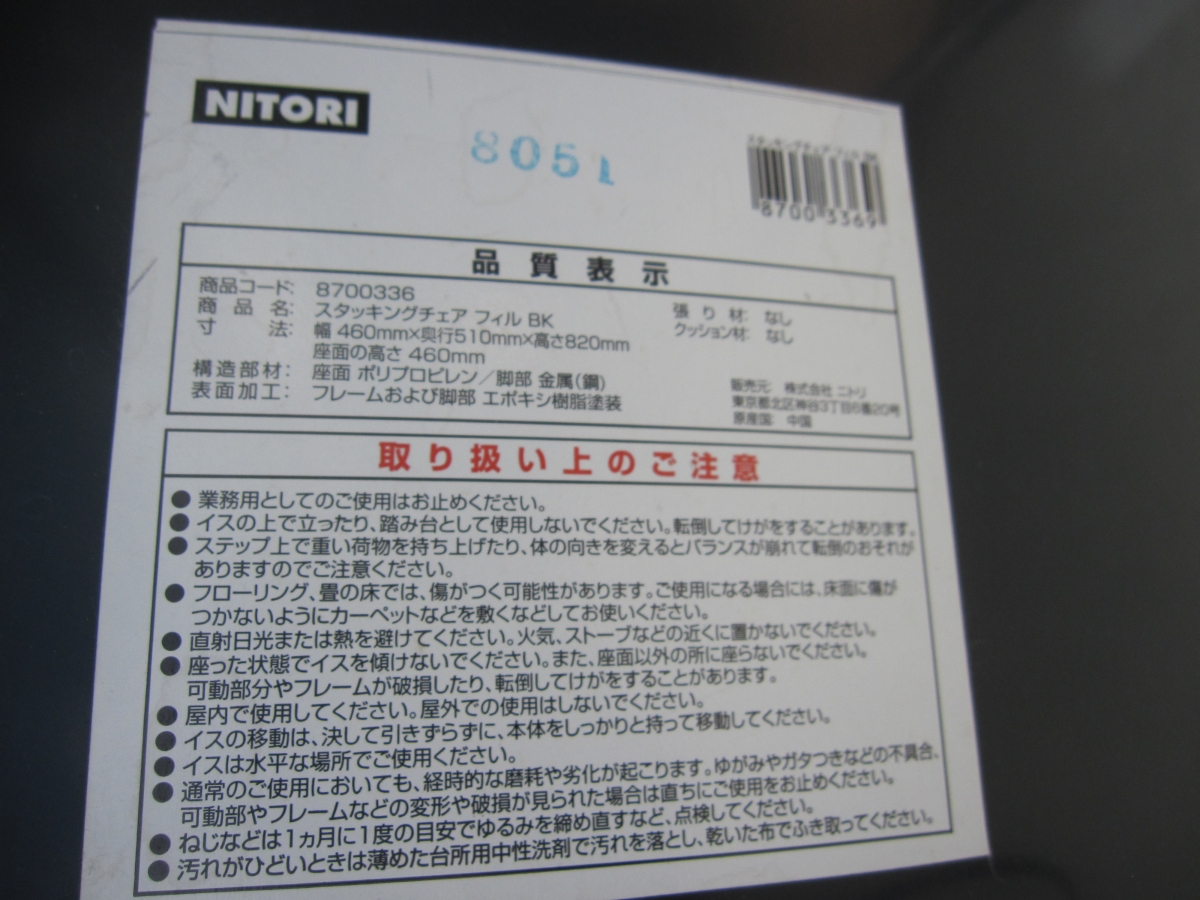 NITORI
8051
スタッキングチェア フィル BK
8700 3369
品質表示
商品コード: 8700336
商品名: スタッキングチェア フィル BK
寸法: 幅 460mm×奥行510mm×高さ820mm
座面の高さ 460mm
構造部材: 座面 ポリプロピレン/脚部 金属(鋼)
表面加工: フレームおよび脚部 エポキシ樹脂塗装
張り材: なし
クッション材: なし
販売元: 株式会社 ニトリ
東京都北区神谷3丁目6番20号
原産国: 中国
取り扱い上のご注意
●業務用としてのご使用はお止めください。
●イスの上で立ったり、踏み台として使用しないでください。転倒してけがをすることがあります。
●ステップ上で重い荷物を持ち上げたり、体の向きを変えるとバランスが崩れて転倒のおそれが
ありますのでご注意ください。
●フローリング、畳の床では、傷がつく可能性があります。ご使用になる場合には、床面に傷が
つかないようにカーペットなどを敷くなどしてお使いください。
●直射日光または熱を避けてください。火気、ストーブなどの近くに置かないでください。
●座った状態でイスを傾けないでください。また、座面以外の所に座らないでください。
可動部分やフレームが破損したり、転倒してけがをすることがあります。
●屋内で使用してください。屋外での使用はしないでください。
●イスの移動は、決して引きずらずに、本体をしっかりと持って移動してください。
●イスは水平な場所でご使用ください。
●通常のご使用においても、経時的な磨耗や劣化が起こります。ゆがみやガタつきなどの不具合、
可動部やフレームなどの変形や破損が見られた場合は直ちにご使用をお止めください。
●ねじなどは1ヵ月に1度の目安でゆるみを締め直すなど、点検してください。
●汚れがひどいときは薄めた台所用中性洗剤で汚れを落とし、乾いた布でふき取ってください。